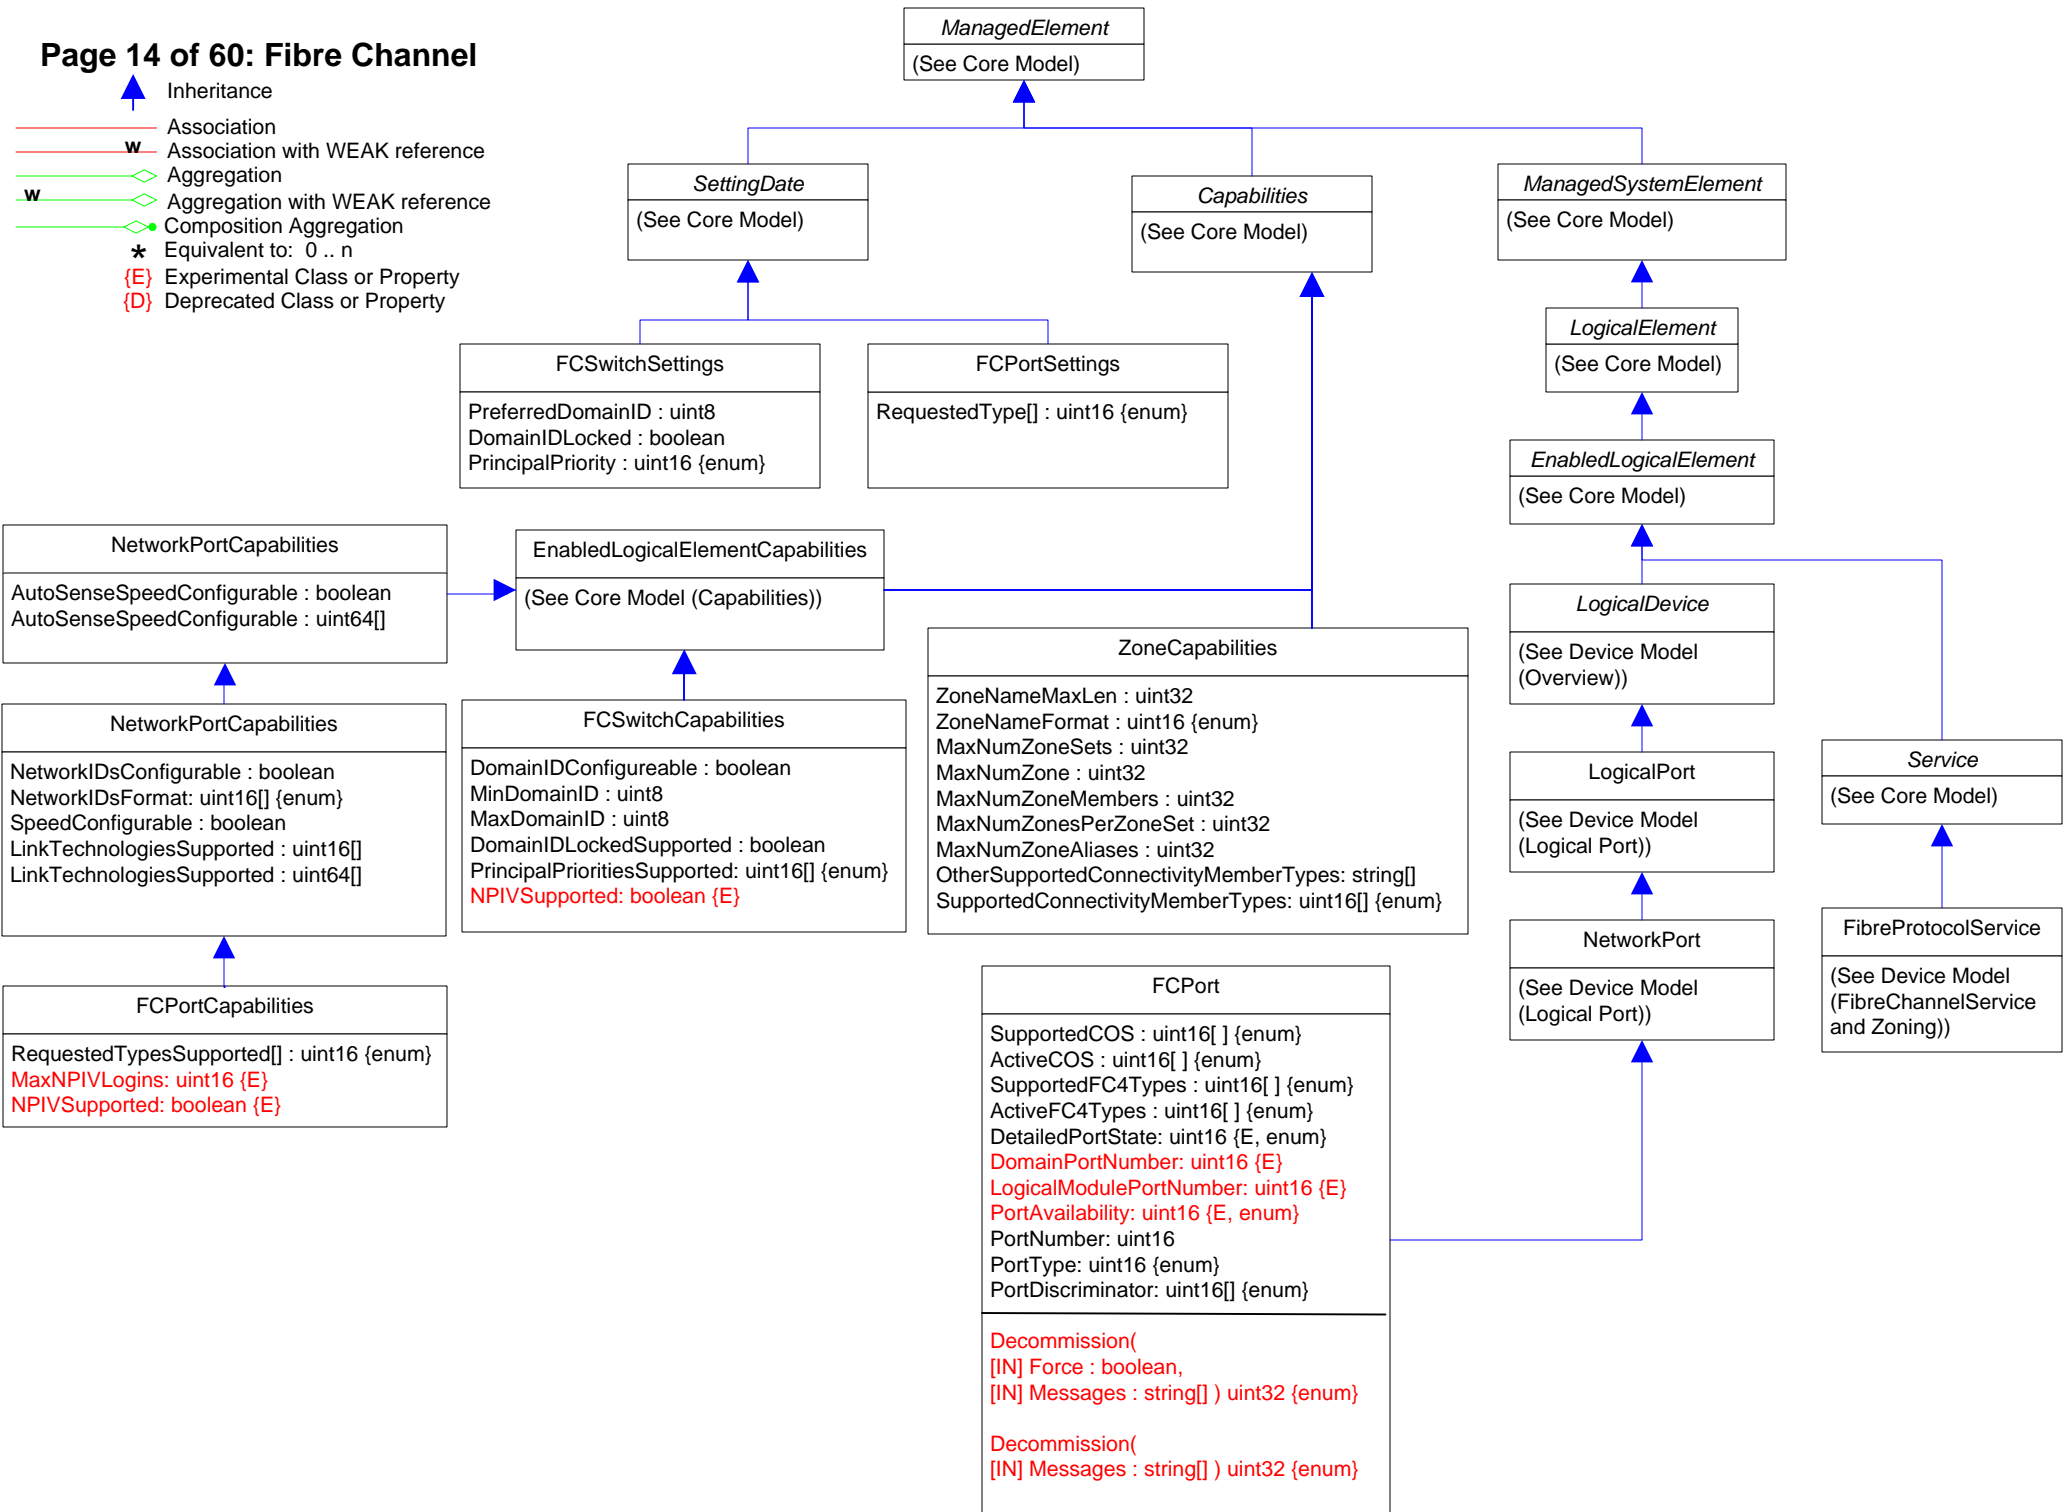 Page 14 of 60: Fibre Channel
Inheritance
Association
w
Association with WEAK reference
Aggregation
w
Aggregation with WEAK reference
Composition Aggregation
* Equivalent to: 0 .. n
{E} Experimental Class or Property
{D} Deprecated Class or Property
ManagedElement
(See Core Model)
SettingDate
(See Core Model)
Capabilities
(See Core Model)
ManagedSystemElement
(See Core Model)
LogicalElement
(See Core Model)
FCSwitchSettings
PreferredDomainID : uint8
DomainIDLocked : boolean
PrincipalPriority : uint16 {enum}
FCPortSettings
RequestedType[] : uint16 {enum}
EnabledLogicalElement
(See Core Model)
NetworkPortCapabilities
AutoSenseSpeedConfigurable : boolean
AutoSenseSpeedConfigurable : uint64[]
EnabledLogicalElementCapabilities
(See Core Model (Capabilities))
NetworkPortCapabilities
NetworkIDsConfigurable : boolean
NetworkIDsFormat: uint16[] {enum}
SpeedConfigurable : boolean
LinkTechnologiesSupported : uint16[]
LinkTechnologiesSupported : uint64[]
FCSwitchCapabilities
DomainIDConfigureable : boolean
MinDomainID : uint8
MaxDomainID : uint8
DomainIDLockedSupported : boolean
PrincipalPrioritiesSupported: uint16[] {enum}
NPIVSupported: boolean {E}
ZoneCapabilities
ZoneNameMaxLen : uint32
ZoneNameFormat : uint16 {enum}
MaxNumZoneSets : uint32
MaxNumZone : uint32
MaxNumZoneMembers : uint32
MaxNumZonesPerZoneSet : uint32
MaxNumZoneAliases : uint32
OtherSupportedConnectivityMemberTypes: string[]
SupportedConnectivityMemberTypes: uint16[] {enum}
LogicalDevice
(See Device Model
(Overview))
LogicalPort
(See Device Model
(Logical Port))
Service
(See Core Model)
NetworkPort
(See Device Model
(Logical Port))
FibreProtocolService
(See Device Model
(FibreChannelService
and Zoning))
FCPortCapabilities
RequestedTypesSupported[] : uint16 {enum}
MaxNPIVLogins: uint16 {E}
NPIVSupported: boolean {E}
FCPort
SupportedCOS : uint16[ ] {enum}
ActiveCOS : uint16[ ] {enum}
SupportedFC4Types : uint16[ ] {enum}
ActiveFC4Types : uint16[ ] {enum}
DetailedPortState: uint16 {E, enum}
DomainPortNumber: uint16 {E}
LogicalModulePortNumber: uint16 {E}
PortAvailability: uint16 {E, enum}
PortNumber: uint16
PortType: uint16 {enum}
PortDiscriminator: uint16[] {enum}
Decommission(
[IN] Force : boolean,
[IN] Messages : string[] ) uint32 {enum}
Decommission(
[IN] Messages : string[] ) uint32 {enum}